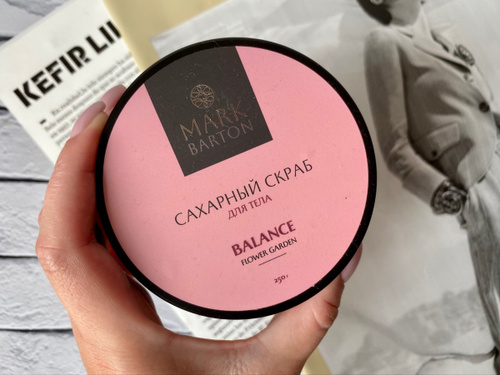 KEFIR LI
MARK
BARTON
САХАРНЫЙ СКРАБ
ДЛЯ ТЕЛА
BALANCE
FLOWER GARDEN
250г